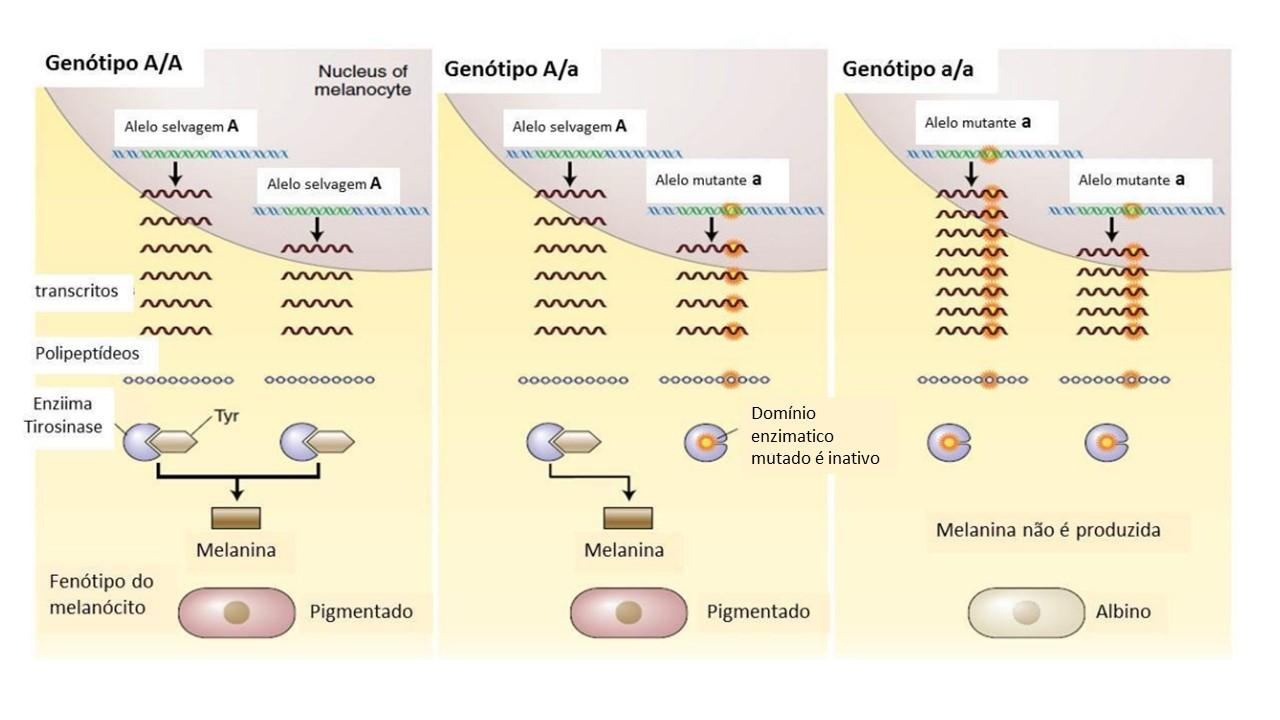 Genótipo A/A
Nucleus of
melanocyte
Alelo selvagem A
Alelo selvagem A
transcritos
Polipeptídeos
Enziima
Tirosinase
Tyr
Melanina
Fenótipo do
melanócito
Pigmentado
Genótipo A/a
Alelo selvagem A
Alelo mutante a
Domínio
enzimatico
mutado é inativo
Melanina
Pigmentado
Genótipo a/a
Alelo mutante a
Alelo mutante a
Melanina não é produzida
Albino